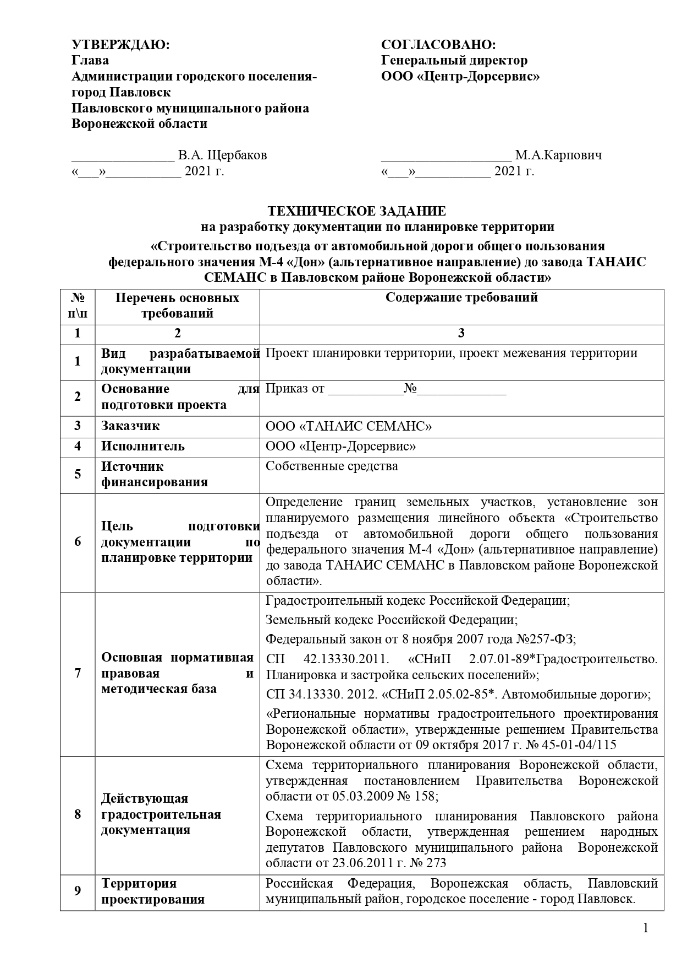 УТВЕРЖДАЮ:
Глава
Администрации городского поселения-
город Павловск
Павловского муниципального района
Воронежской области
_______________ В.А. Щербаков
«___»___________ 2021 г.
СОГЛАСОВАНО:
Генеральный директор
ООО «Центр-Дорсервис»
___________________ М.А.Карпович
«___»___________ 2021 г.
ТЕХНИЧЕСКОЕ ЗАДАНИЕ
на разработку документации по планировке территории
«Строительство подъезда от автомобильной дороги общего пользования
федерального значения М-4 «Дон» (альтернативное направление) до завода ТАНАИС
СЕМАНС в Павловском районе Воронежской области»
№
п\п
Перечень основных
требований
Содержание требований
1 2 3
1
Вид разрабатываемой
документации
Проект планировки территории, проект межевания территории
2
Основание для
подготовки проекта
Приказ от ___________№_____________
3 Заказчик ООО «ТАНАИС СЕМАНС»
4 Исполнитель ООО «Центр-Дорсервис»
5
Источник
финансирования
Собственные средства
6
Цель подготовки
документации по
планировке территории
Определение границ земельных участков, установление зон
планируемого размещения линейного объекта «Строительство
подъезда от автомобильной дороги общего пользования
федерального значения М-4 «Дон» (альтернативное направление)
до завода ТАНАИС СЕМАНС в Павловском районе Воронежской
области».
7
Основная нормативная
правовая и
методическая база
Градостроительный кодекс Российской Федерации;
Земельный кодекс Российской Федерации;
Федеральный закон от 8 ноября 2007 года №257-ФЗ;
СП 42.13330.2011. «СНиП 2.07.01-89*Градостроительство.
Планировка и застройка сельских поселений»;
СП 34.13330. 2012. «СНиП 2.05.02-85*. Автомобильные дороги»;
«Региональные нормативы градостроительного проектирования
Воронежской области», утвержденные решением Правительства
Воронежской области от 09 октября 2017 г. № 45-01-04/115
8
Действующая
градостроительная
документация
Схема территориального планирования Воронежской области,
утвержденная постановлением Правительства Воронежской
области от 05.03.2009 № 158;
Схема территориального планирования Павловского района
Воронежской области, утвержденная решением народных
депутатов Павловского муниципального района Воронежской
области от 23.06.2011 г. № 273
9
Территория
проектирования
Российская Федерация, Воронежская область, Павловский
муниципальный район, городское поселение - город Павловск.
1